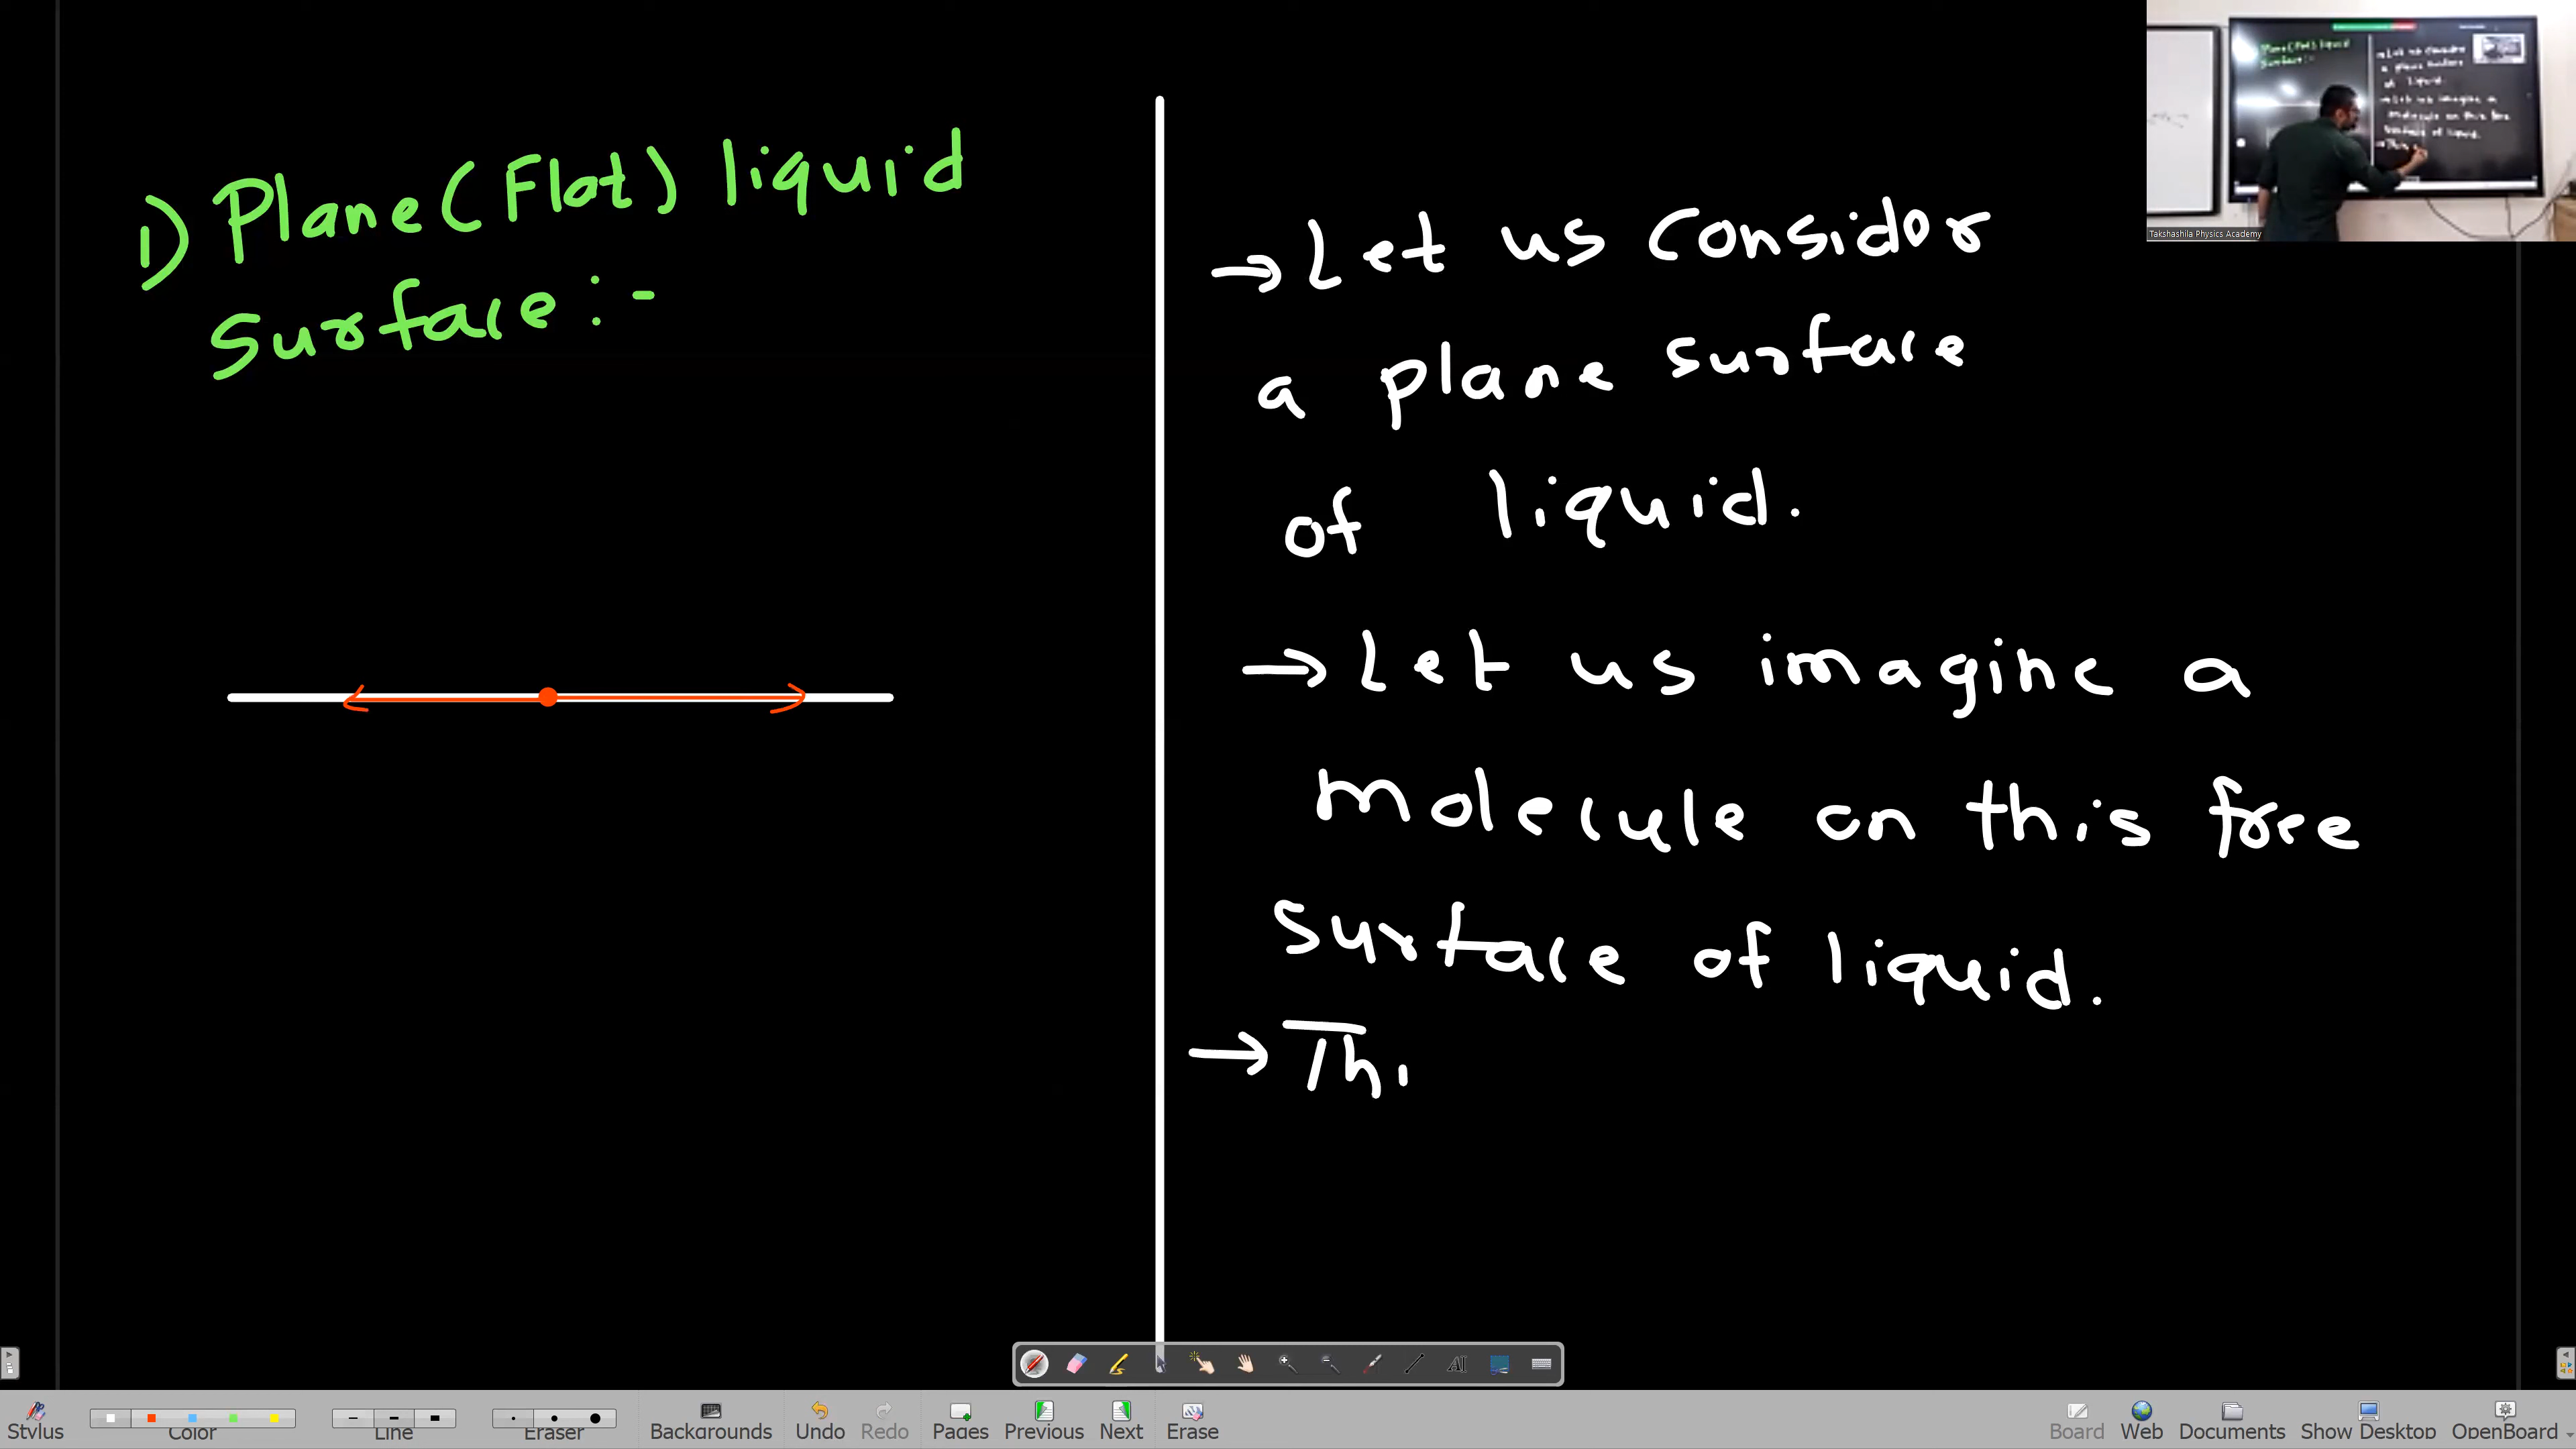 1) Plane (Flat) liquid
Surface :-
→ Let us Consider
a plane surface
of liquid.
→ Let us imagine a
molecule on this free
surface of liquid.
→ Thi
Takshashila Physics Academy
Stylus
Color
Line
Eraser
Backgrounds
Undo
Redo
Pages
Previous
Next
Erase
Board
Web
Documents
Show Desktop
OpenBoard